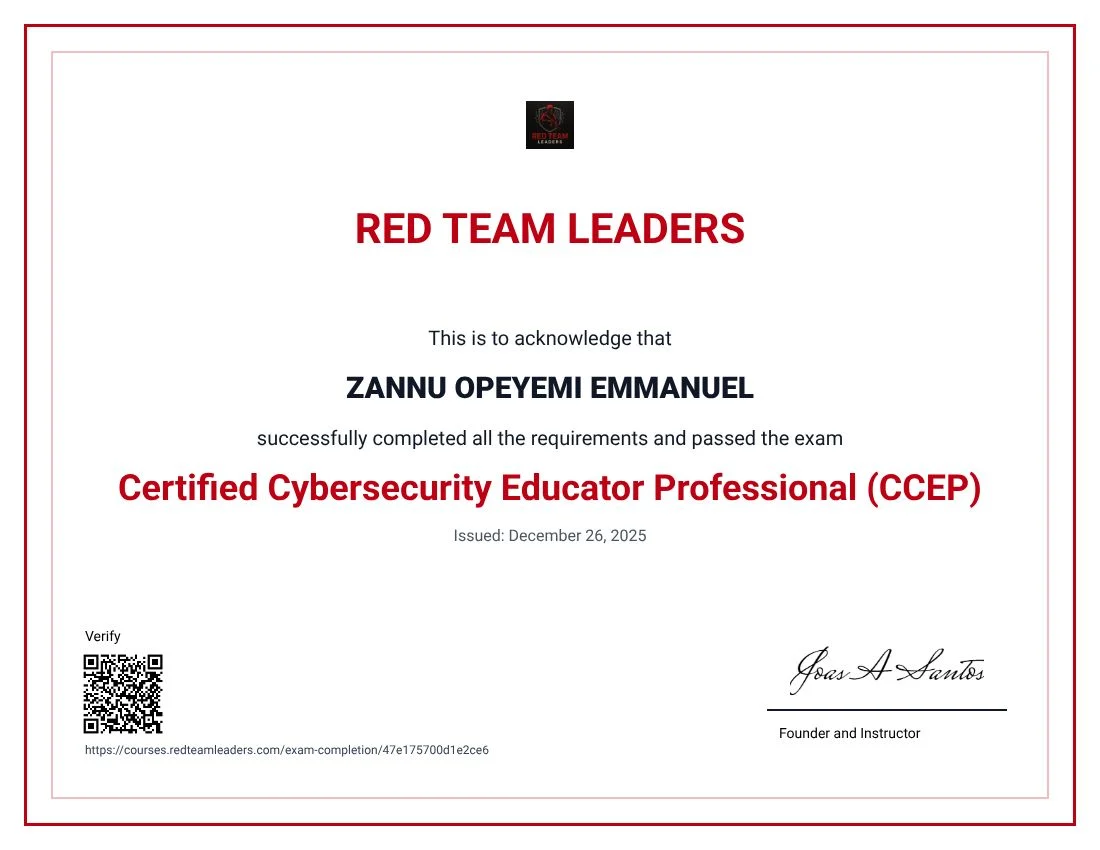 RED TEAM
LEADERS
RED TEAM LEADERS
This is to acknowledge that
ZANNU OPEYEMI EMMANUEL
successfully completed all the requirements and passed the exam
Certified Cybersecurity Educator Professional (CCEP)
Issued: December 26, 2025
Verify
https://courses.redteamleaders.com/exam-completion/47e175700d1e2ce6
Joas A Santos
Founder and Instructor